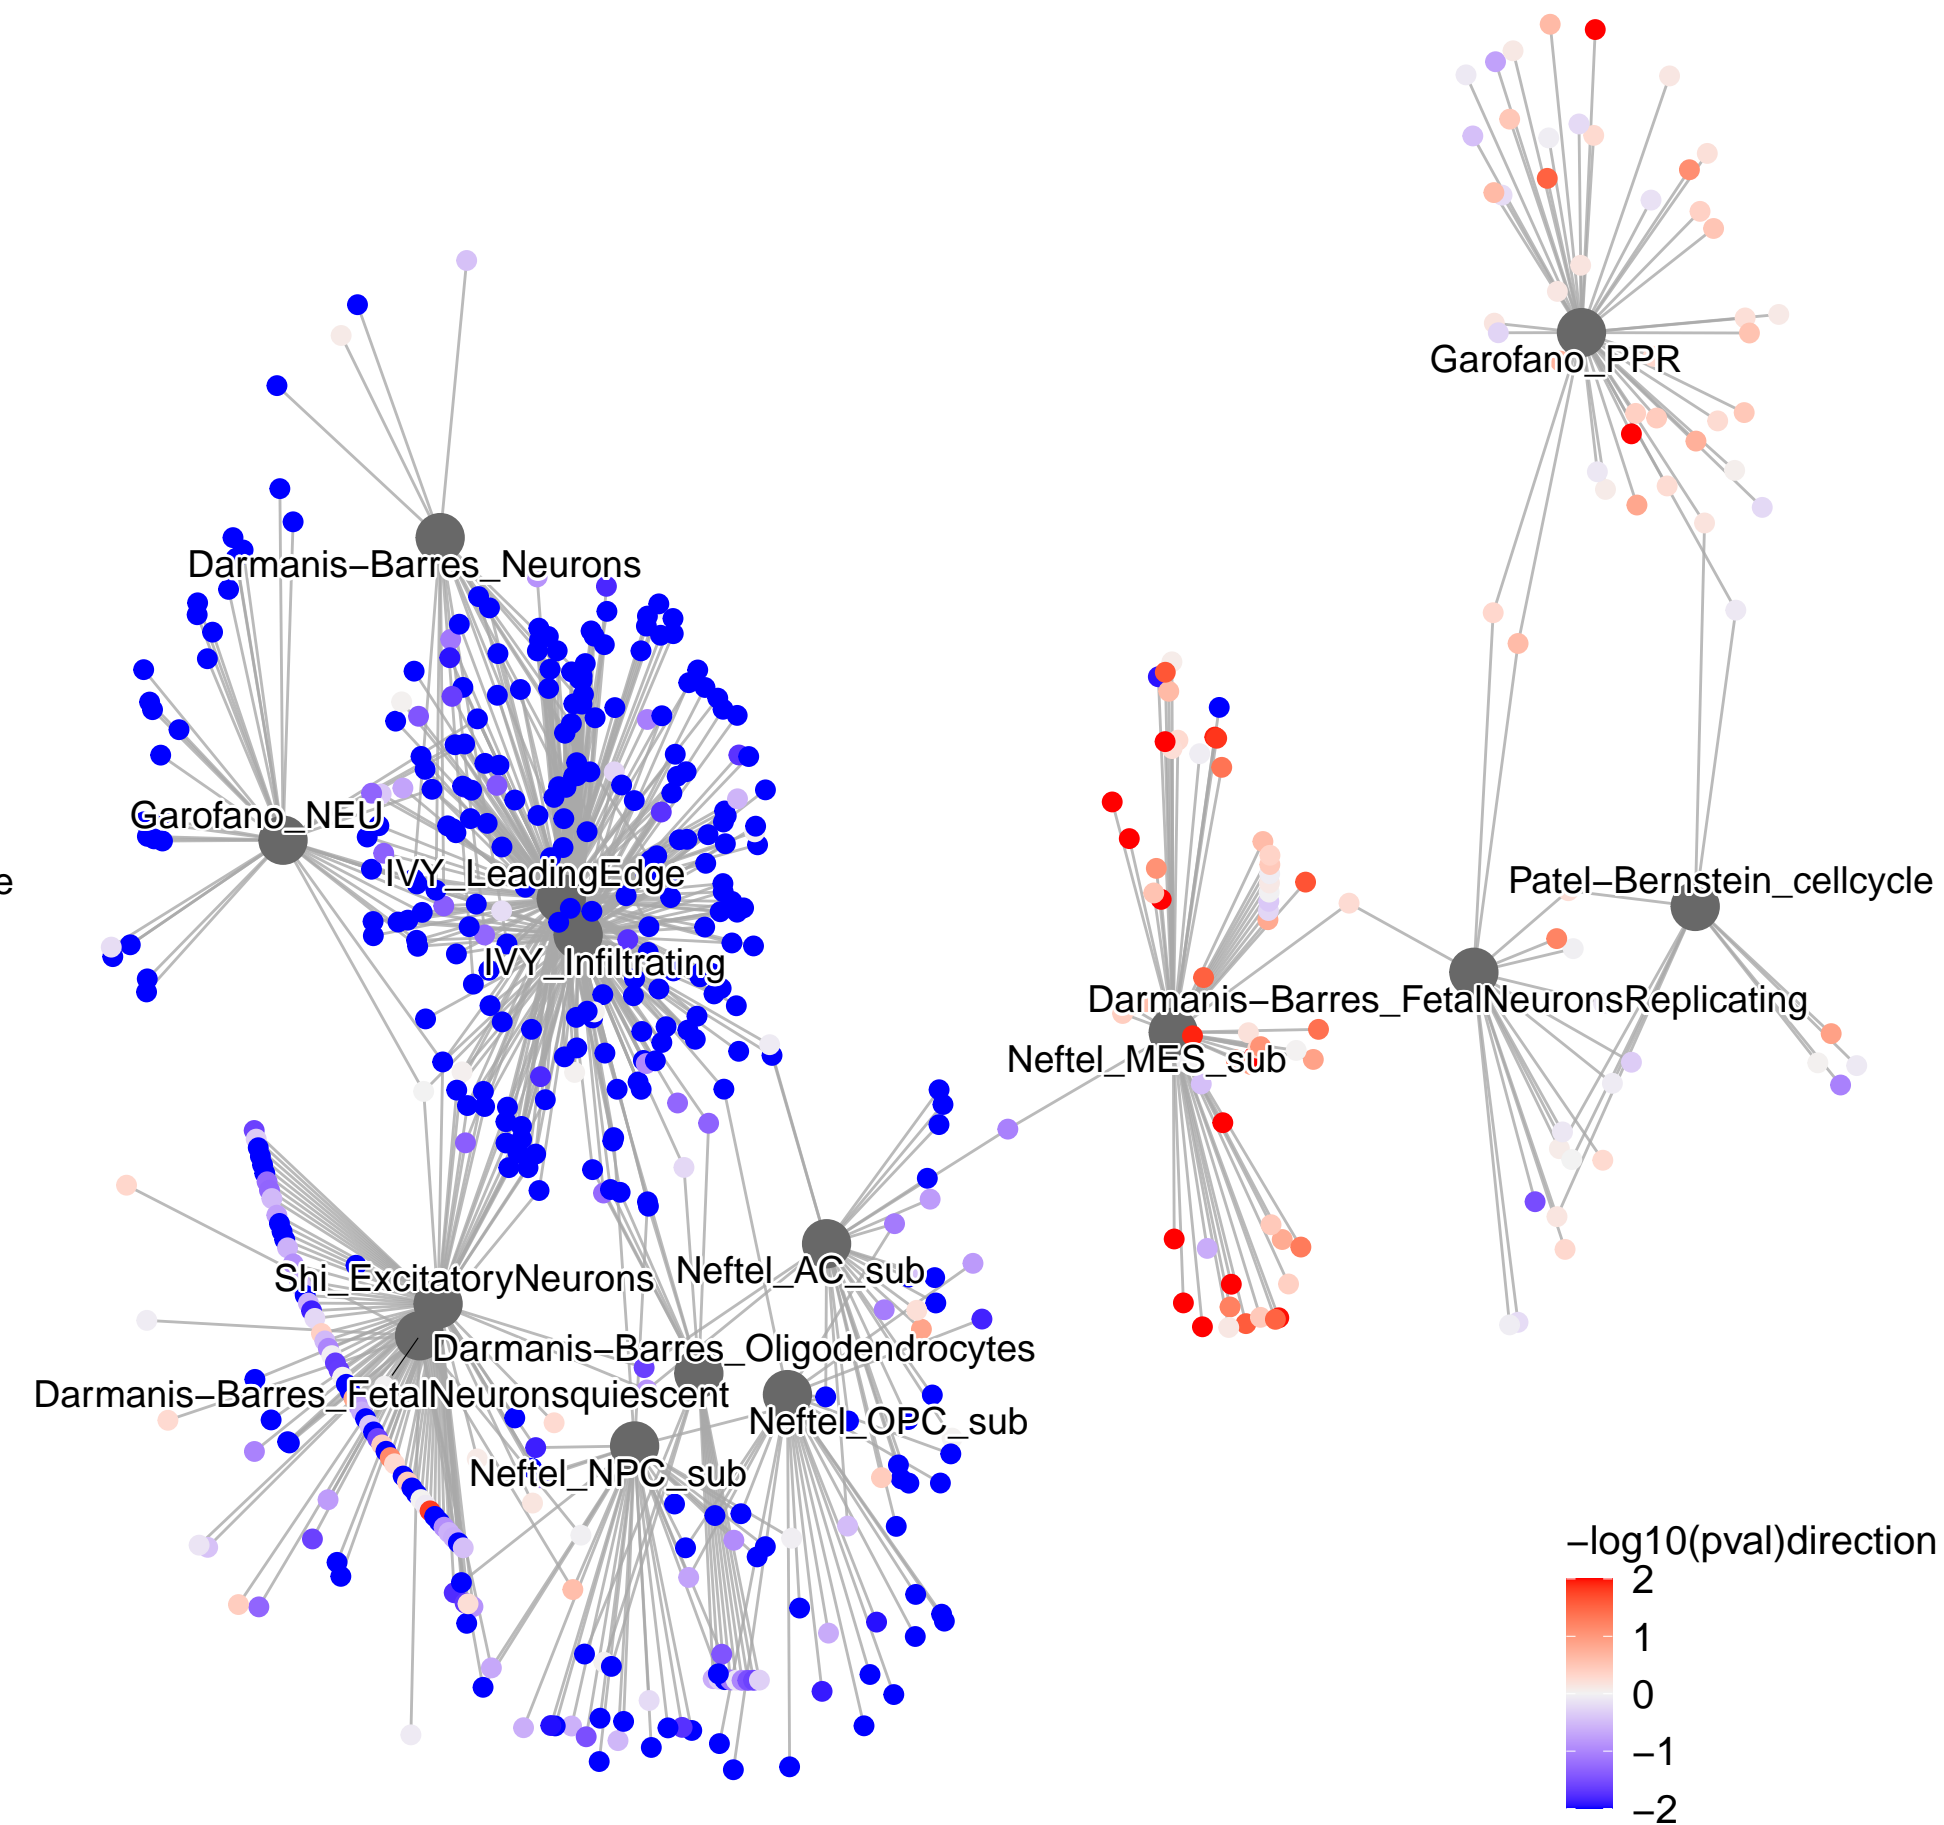 Garofano_PPR
Darmanis−Barres_Neurons
Garofano_NEU
IVY_LeadingEdge
e
Patel−Bernstein_cellcycle
IVY_Infiltrating
Darmanis−Barres_FetalNeuronsReplicating
Neftel_MES_sub
Shi_ExcitatoryNeurons
Neftel_AC_sub
Darmanis−Barres_Oligodendrocytes
Darmanis−Barres_FetalNeuronsquiescent
Neftel_OPC_sub
Neftel_NPC_sub
−log10(pval)direction
2
1
0
−1
−2